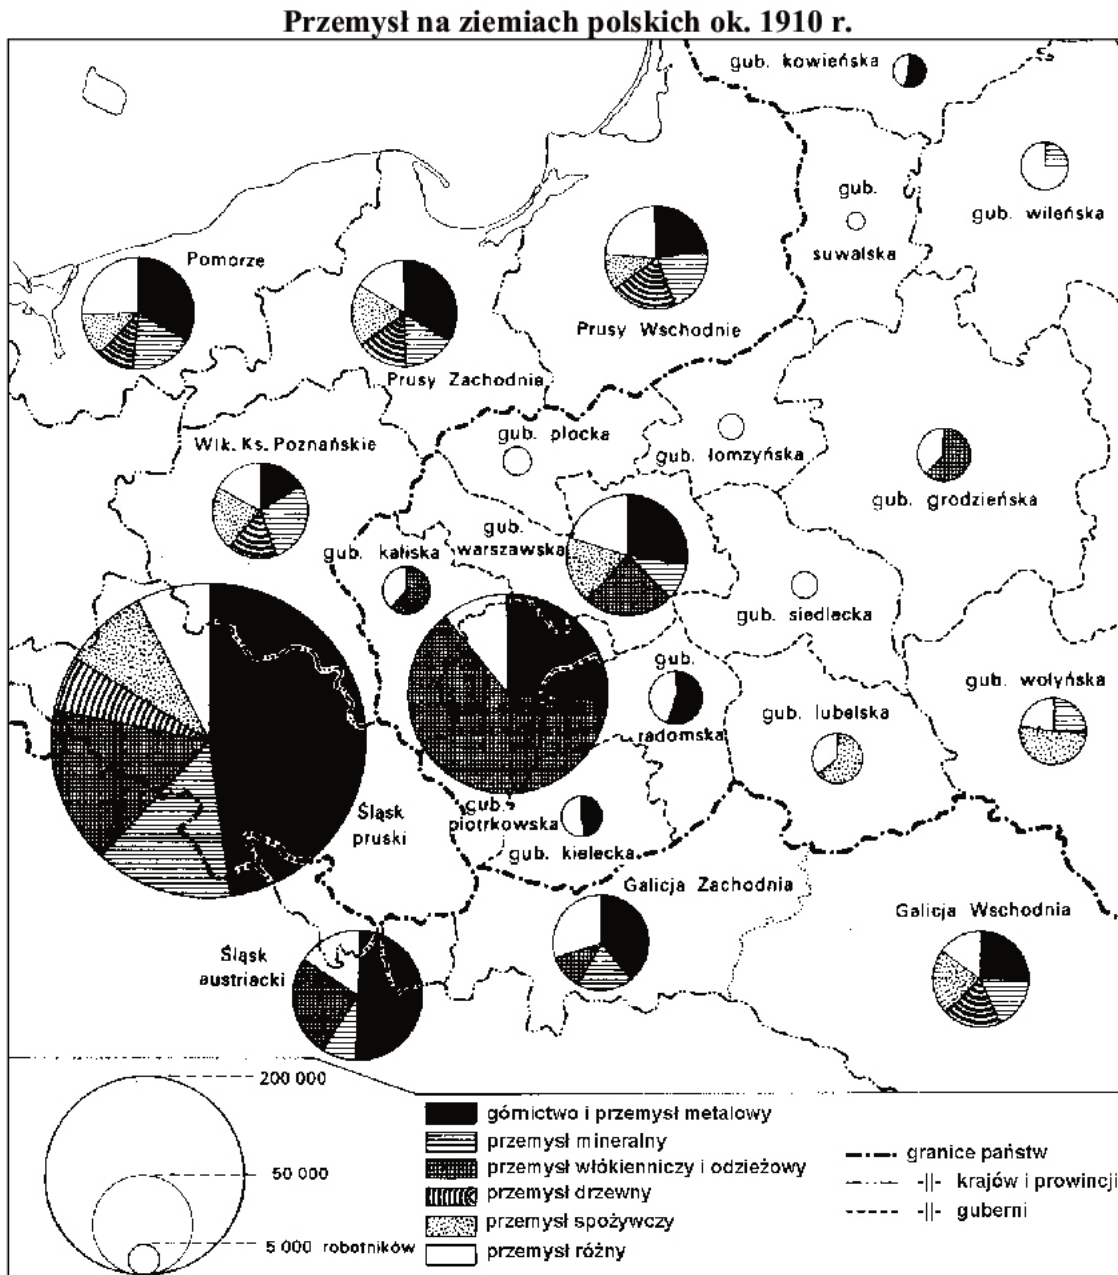 Przemysł na ziemiach polskich ok. 1910 r.
gub. kowieńska
gub. wileńska
gub.
suwalska
Pomorze
Prusy Wschodnie
Prusy Zachodnie
Wlk. Ks. Poznańskie
gub. płocka
gub. łomżyńska
gub. grodzieńska
gub.
warszawska
gub. kaliska
gub. siedlecka
gub.
radomska
gub. lubelska
gub. wołyńska
Śląsk
pruski
gub.
piotrkowska
gub. kielecka
Galicja Zachodnia
Galicja Wschodnia
Śląsk
austriacki
200 000
50 000
5 000 robotników
górnictwo i przemysł metalowy
przemysł mineralny
przemysł włókienniczy i odzieżowy
przemysł drzewny
przemysł spożywczy
przemysł różny
granice państw
-||- krajów i prowincji
-||- guberni